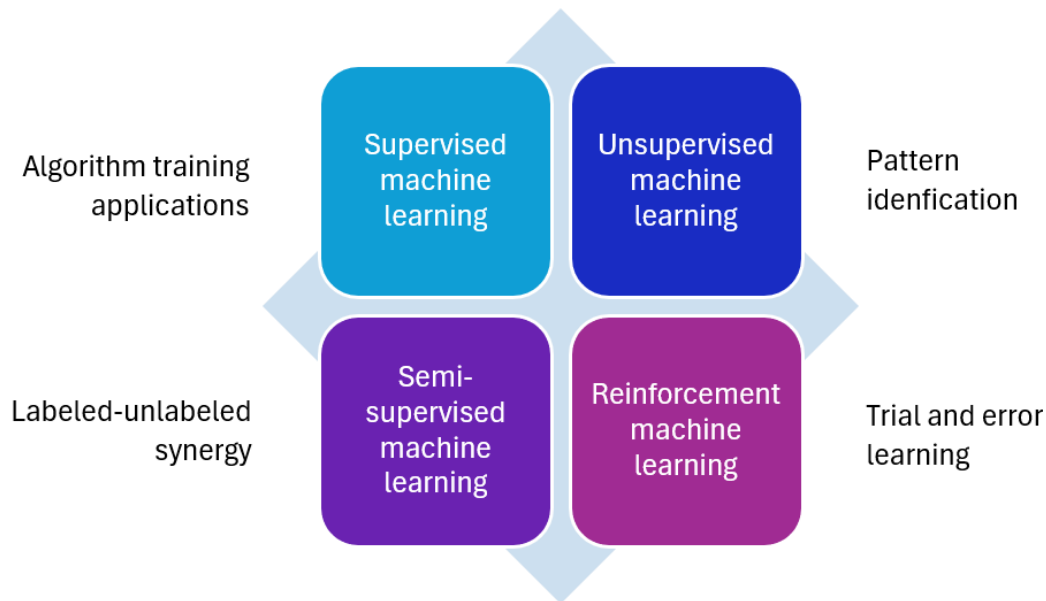 Algorithm training
applications
Supervised
machine
learning
Unsupervised
machine
learning
Pattern
idenfication
Labeled-unlabeled
synergy
Semi-
supervised
machine
learning
Reinforcement
machine
learning
Trial and error
learning